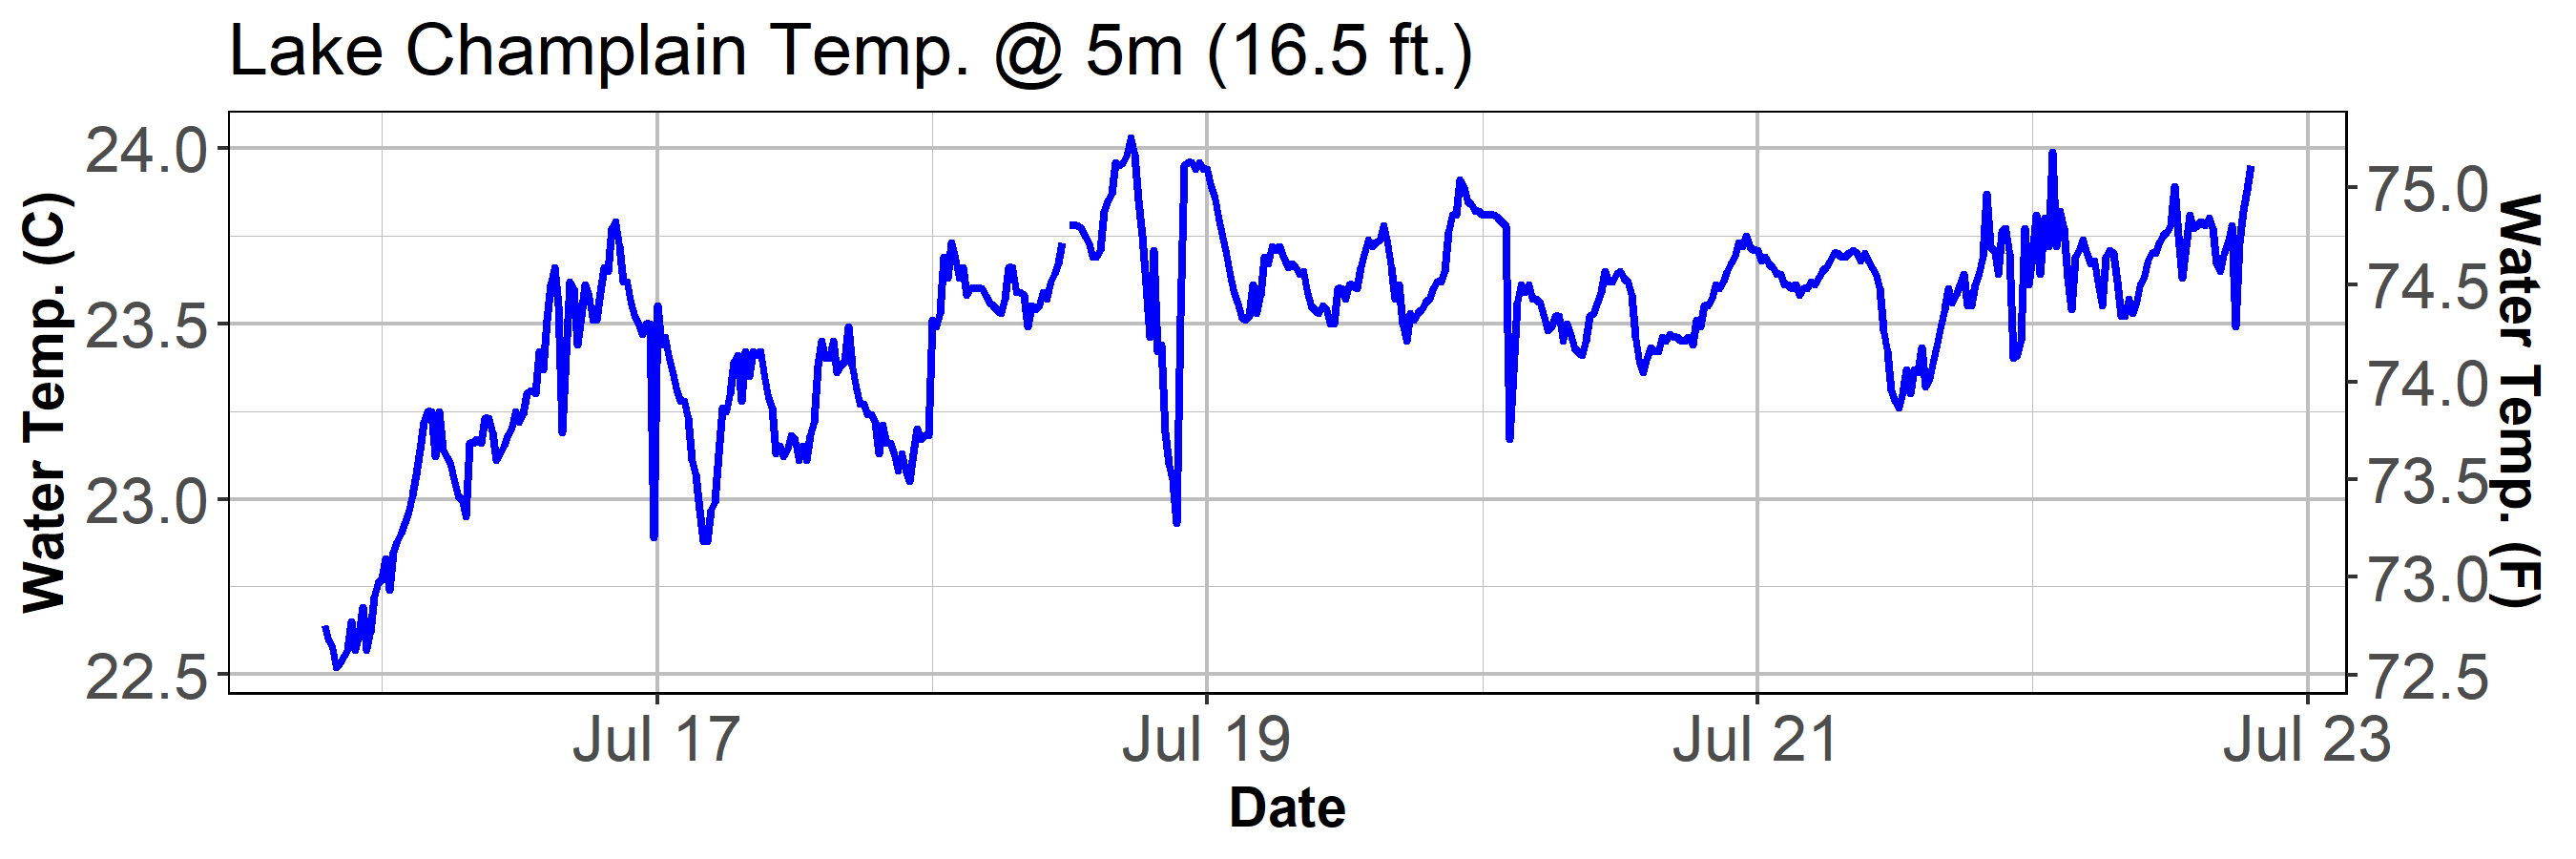 Lake Champlain Temp. @ 5m (16.5 ft.)
Water Temp. (C)
24.0
23.5
23.0
22.5
75.0
74.5
74.0
73.5
73.0
72.5
Water Temp. (F)
Jul 17 Jul 19 Jul 21 Jul 23
Date